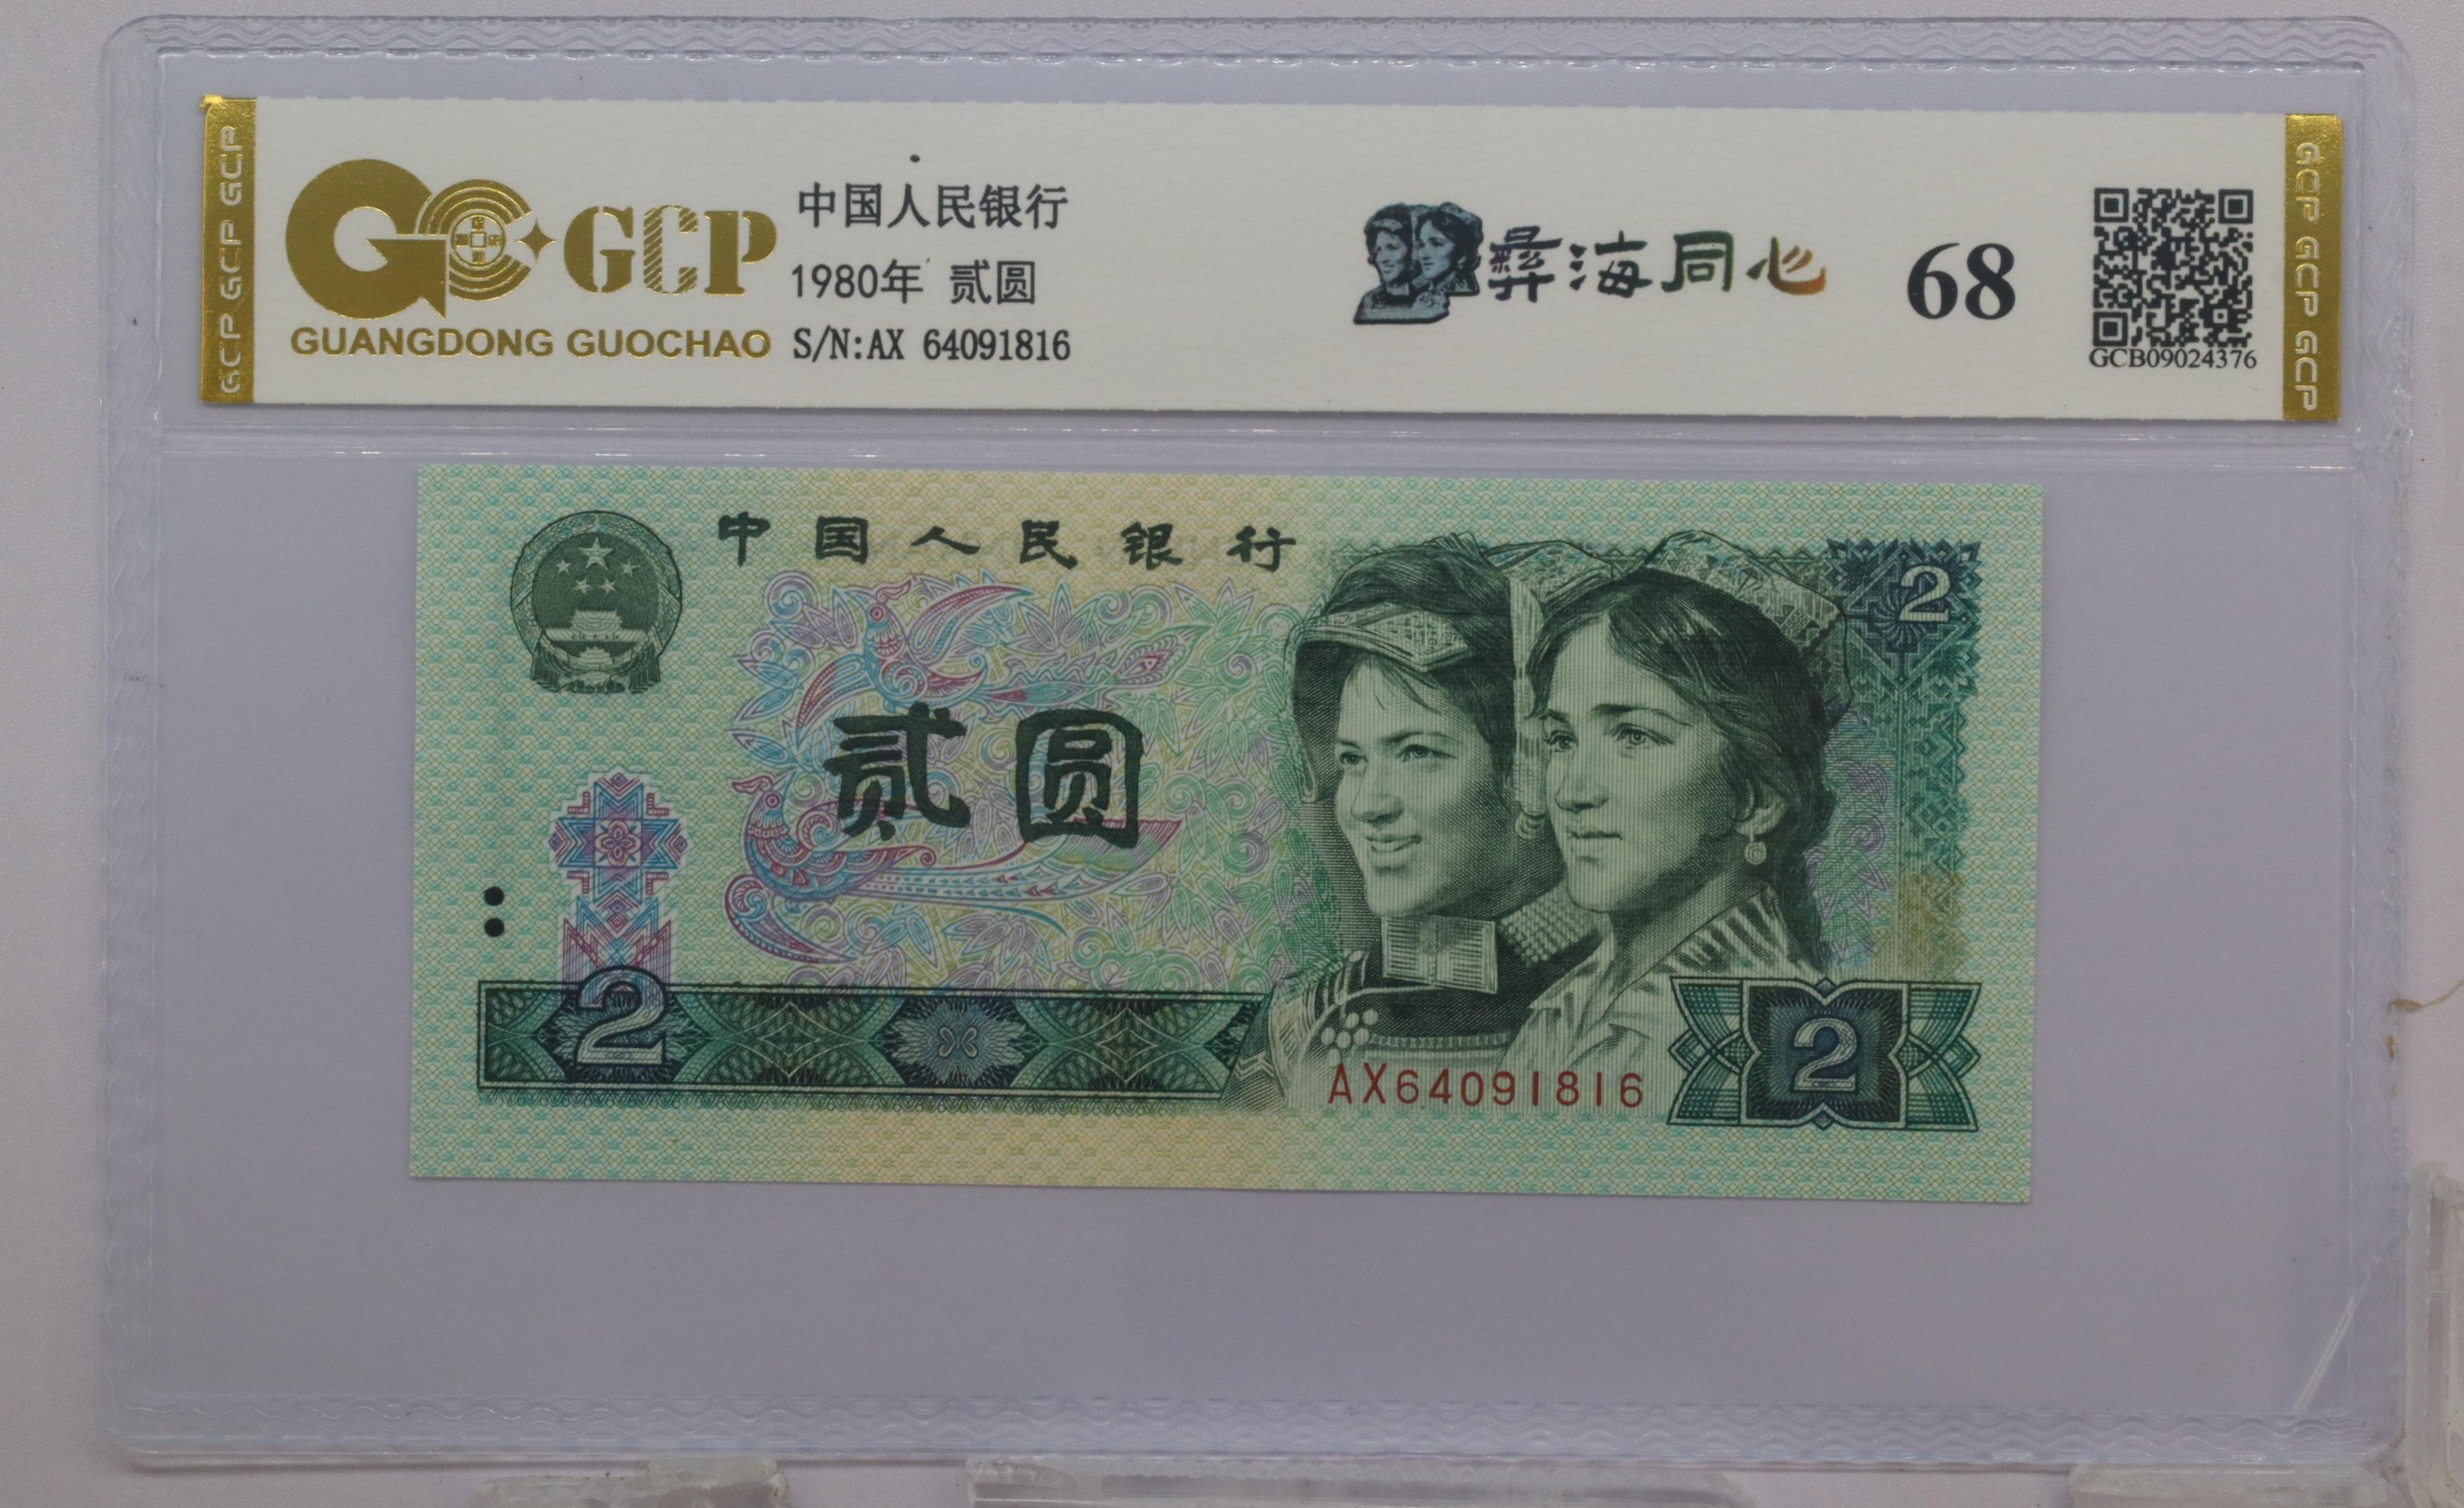 GCP GCP GCP
GCP
GUANGDONG GUOCHAO
中国人民银行
1980年 贰圆
S/N:AX 64091816
彝海同心
68
GCB09024376
GCP GCP GCP
中国人民银行
2
贰圆
2
AX64091816
2